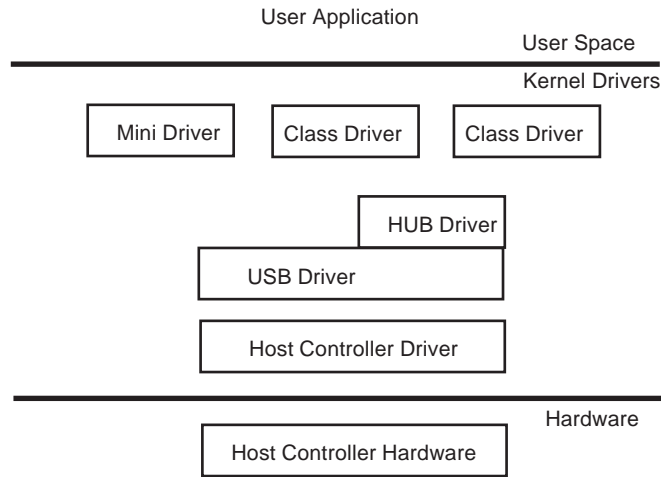 User Application
User Space
Kernel Drivers
Mini Driver
Class Driver
Class Driver
HUB Driver
USB Driver
Host Controller Driver
Hardware
Host Controller Hardware